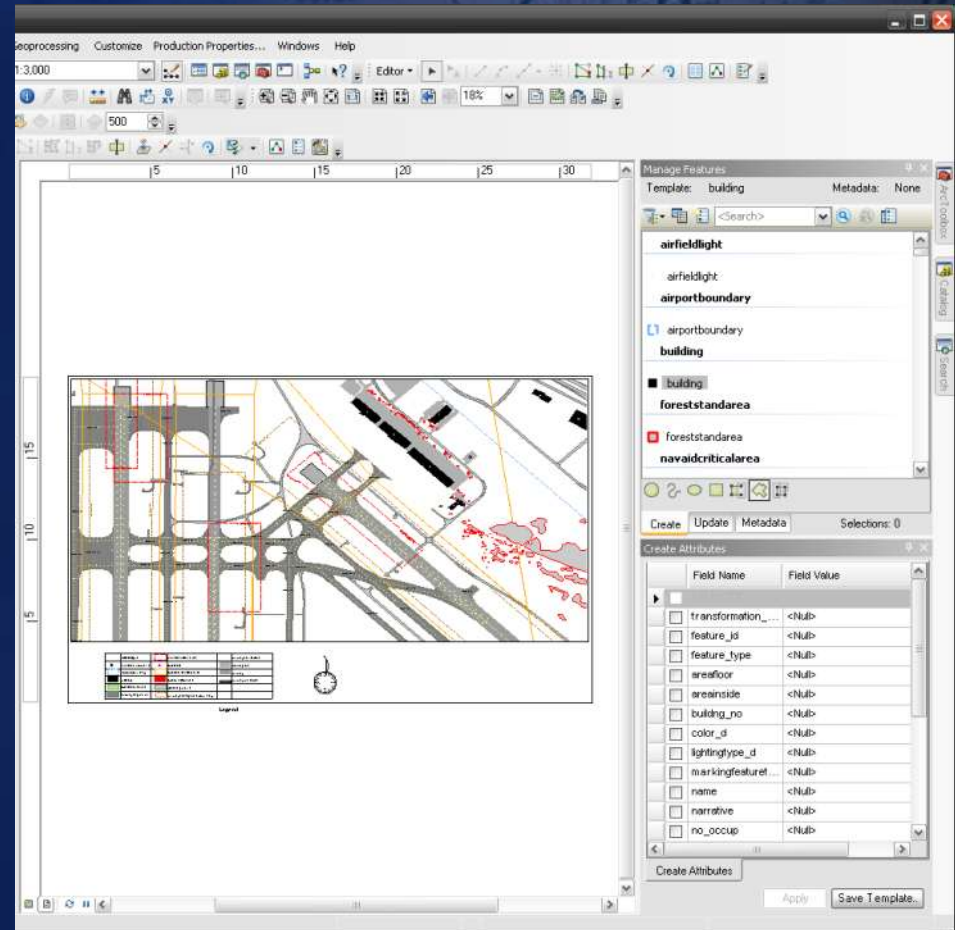 Geoprocessing Customize Production Properties... Windows Help
1:3,000 Editor
18%
500
5 10 15 20 25 30
15
10
5
Legend
Manage Features
Template: building Metadata: None
<Search>
airfieldlight
airfieldlight
airportboundary
airportboundary
building
building
foreststandarea
foreststandarea
navaidcriticalarea
Create Update Metadata Selections: 0
Create Attributes
Field Name Field Value
transformation_... <Null>
feature_id <Null>
feature_type <Null>
areafloor <Null>
areainside <Null>
buildng_no <Null>
color_d <Null>
lightingtype_d <Null>
markingfeaturet... <Null>
name <Null>
narrative <Null>
no_occup <Null>
Create Attributes
Apply Save Template..
ArcToolbox
Catalog
Search